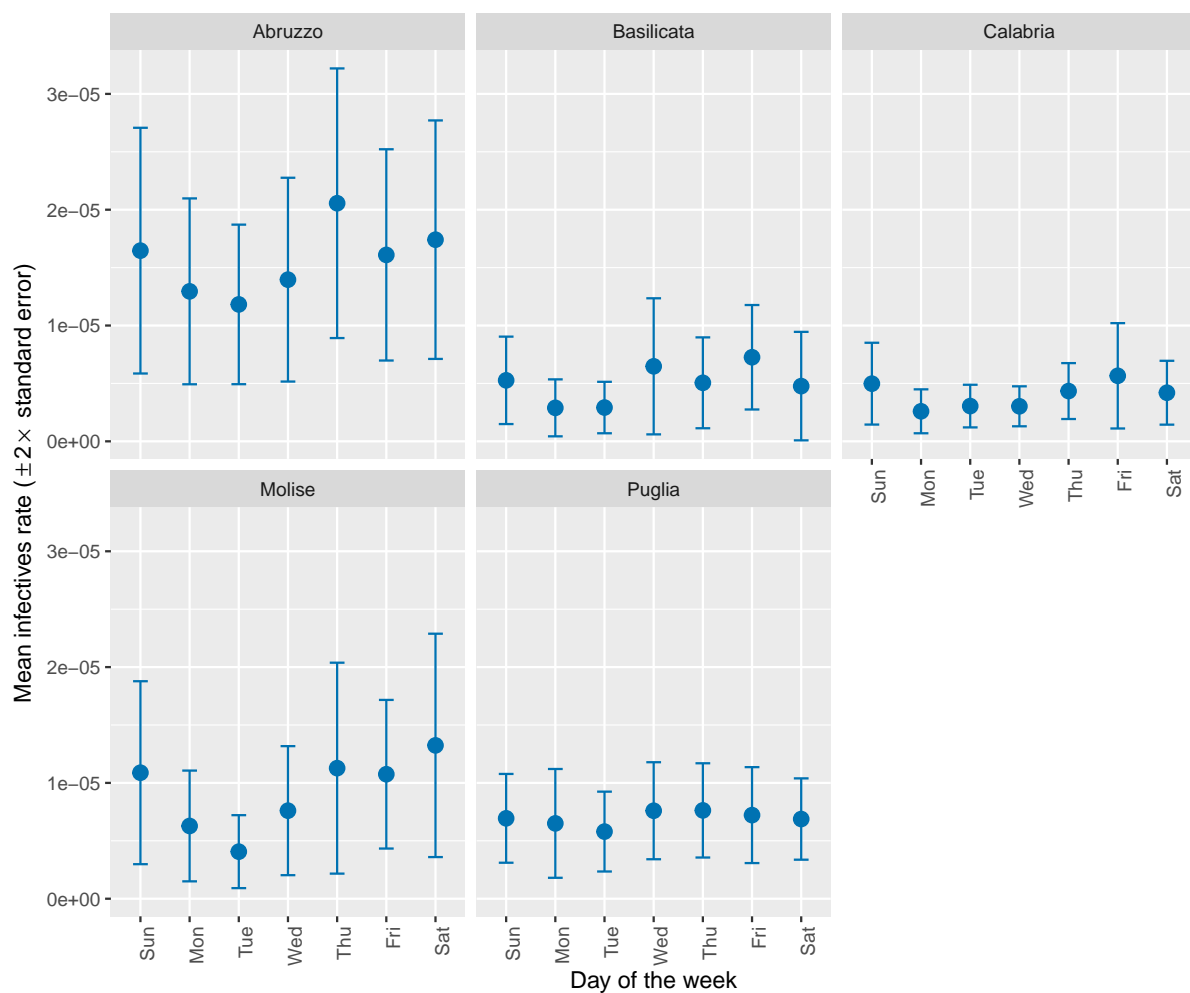 Abruzzo
Basilicata
Calabria
3e−05
2e−05
1e−05
0e+00
Sun Mon Tue Wed Thu Fri Sat
Molise
Puglia
3e−05
2e−05
1e−05
0e+00
Sun Mon Tue Wed Thu Fri Sat
Sun Mon Tue Wed Thu Fri Sat
Day of the week
Mean infectives rate (±2× standard error)